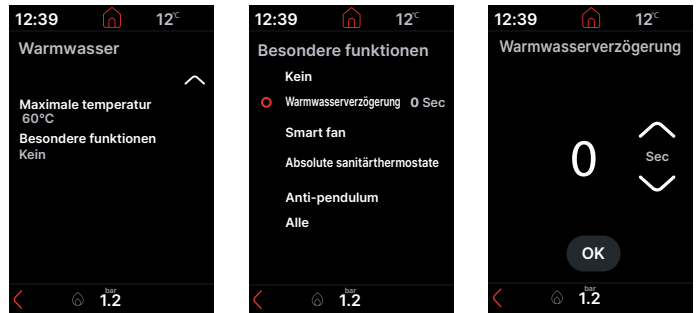 12:39 12°C
Warmwasser
Maximale temperatur
60°C
Besondere funktionen
Kein
bar
1.2
12:39 12°C
Besondere funktionen
Kein
Warmwasserverzögerung 0 Sec
Smart fan
Absolute sanitärthermostate
Anti-pendulum
Alle
bar
1.2
12:39 12°C
Warmwasserverzögerung
0 Sec
OK
bar
1.2